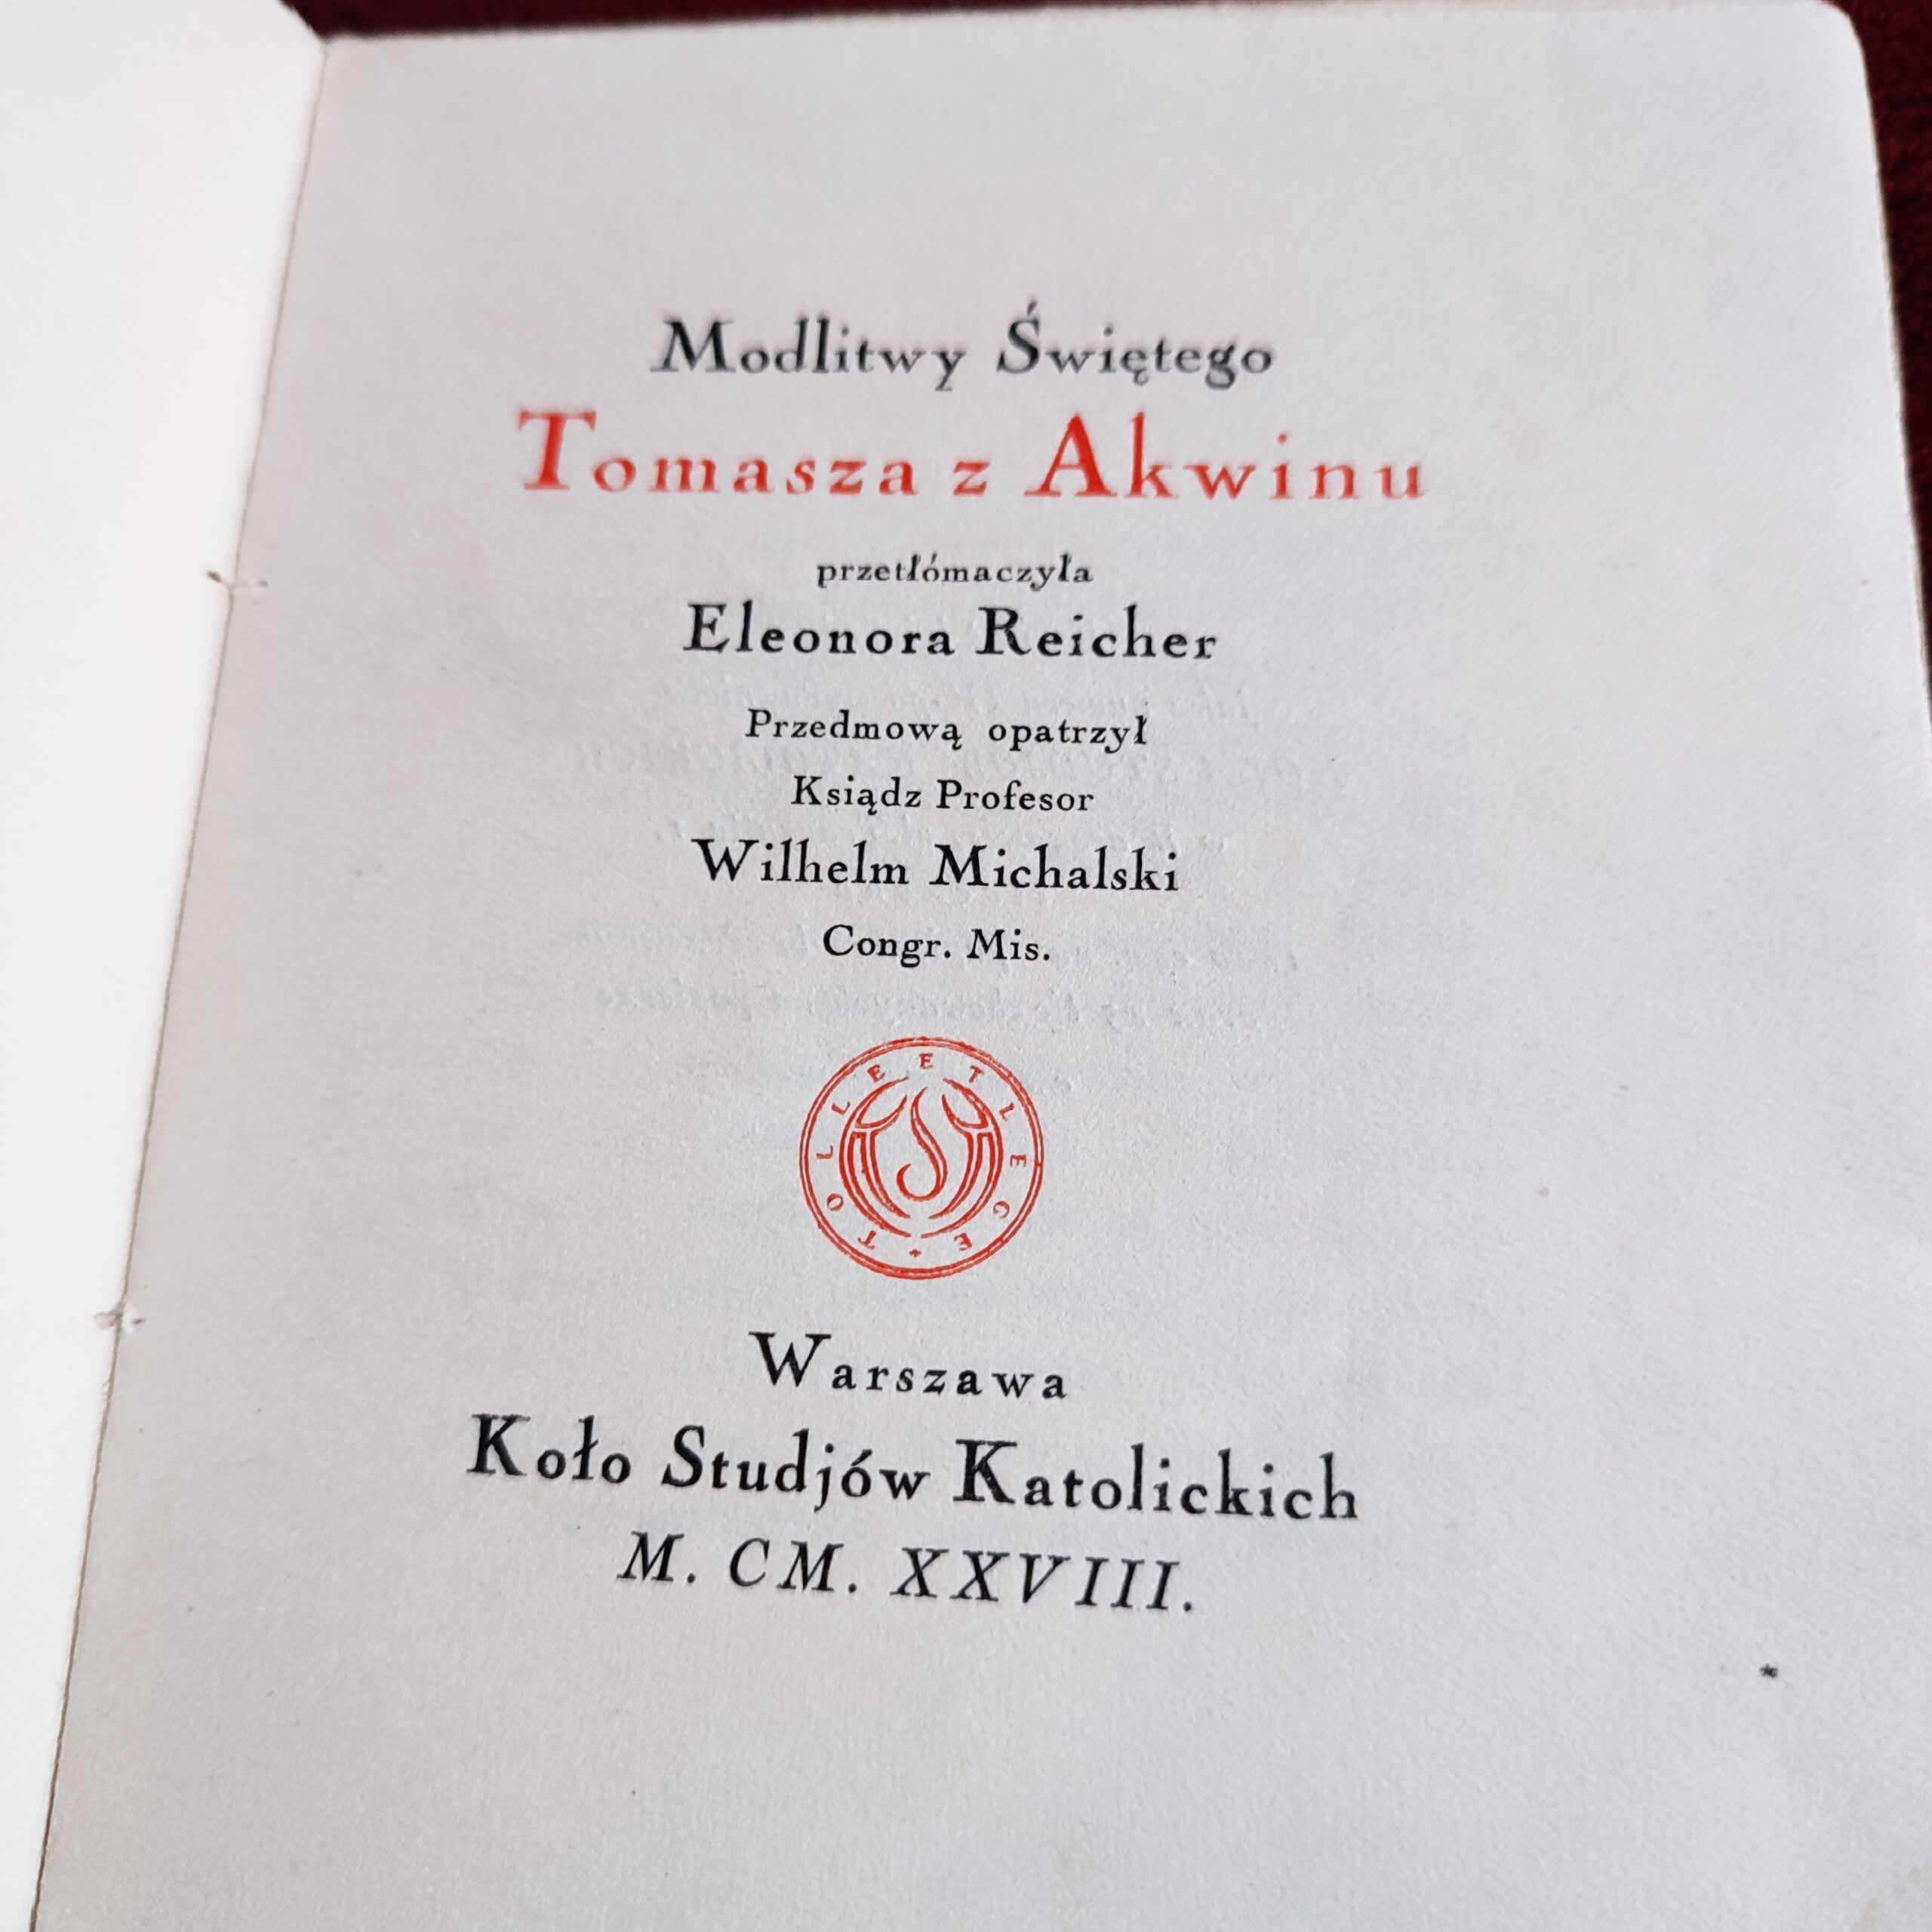 Modlitwy Świętego
Tomasza z Akwinu
przetłómaczyła
Eleonora Reicher
Przedmową opatrzył
Ksiądz Profesor
Wilhelm Michalski
Congr. Mis.
TOLLE ET LEGE *
Warszawa
Koło Studjów Katolickich
M. CM. XXVIII.
*